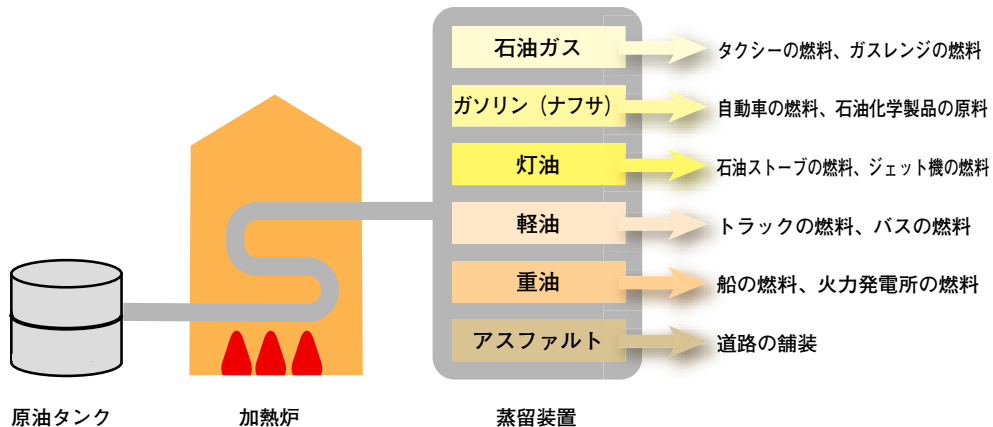 石油ガス
タクシーの燃料、ガスレンジの燃料
ガソリン（ナフサ）
自動車の燃料、石油化学製品の原料
灯油
石油ストーブの燃料、ジェット機の燃料
軽油
トラックの燃料、バスの燃料
重油
船の燃料、火力発電所の燃料
アスファルト
道路の舗装
原油タンク
加熱炉
蒸留装置